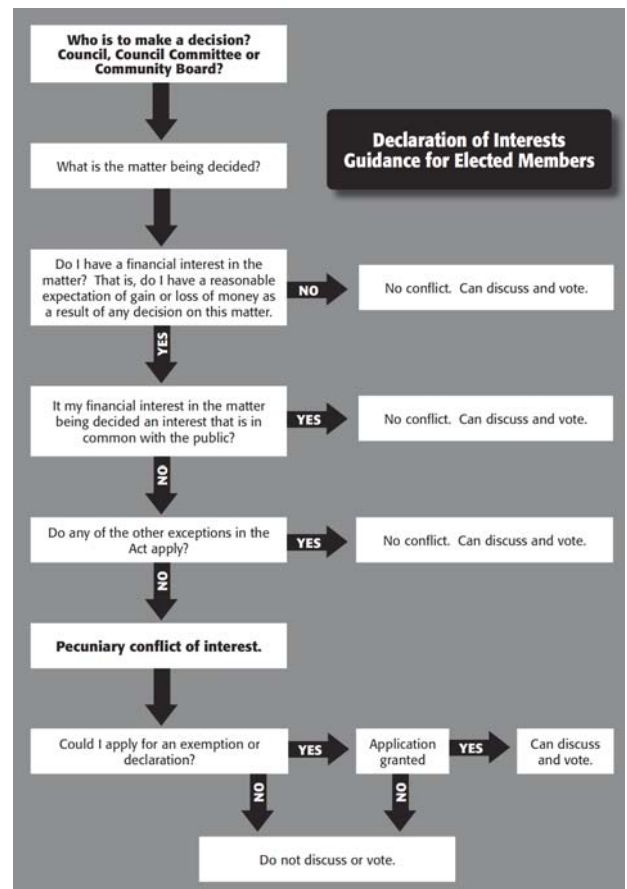 Who is to make a decision?
Council, Council Committee or
Community Board?
Declaration of Interests
Guidance for Elected Members
What is the matter being decided?
Do I have a financial interest in the
matter? That is, do I have a reasonable
expectation of gain or loss of money as
a result of any decision on this matter.
NO
No conflict. Can discuss and vote.
YES
It my financial interest in the matter
being decided an interest that is in
common with the public?
YES
No conflict. Can discuss and vote.
NO
Do any of the other exceptions in the
Act apply?
YES
No conflict. Can discuss and vote.
NO
Pecuniary conflict of interest.
Could I apply for an exemption or
declaration?
YES
Application
granted
YES
Can discuss
and vote.
NO
NO
Do not discuss or vote.